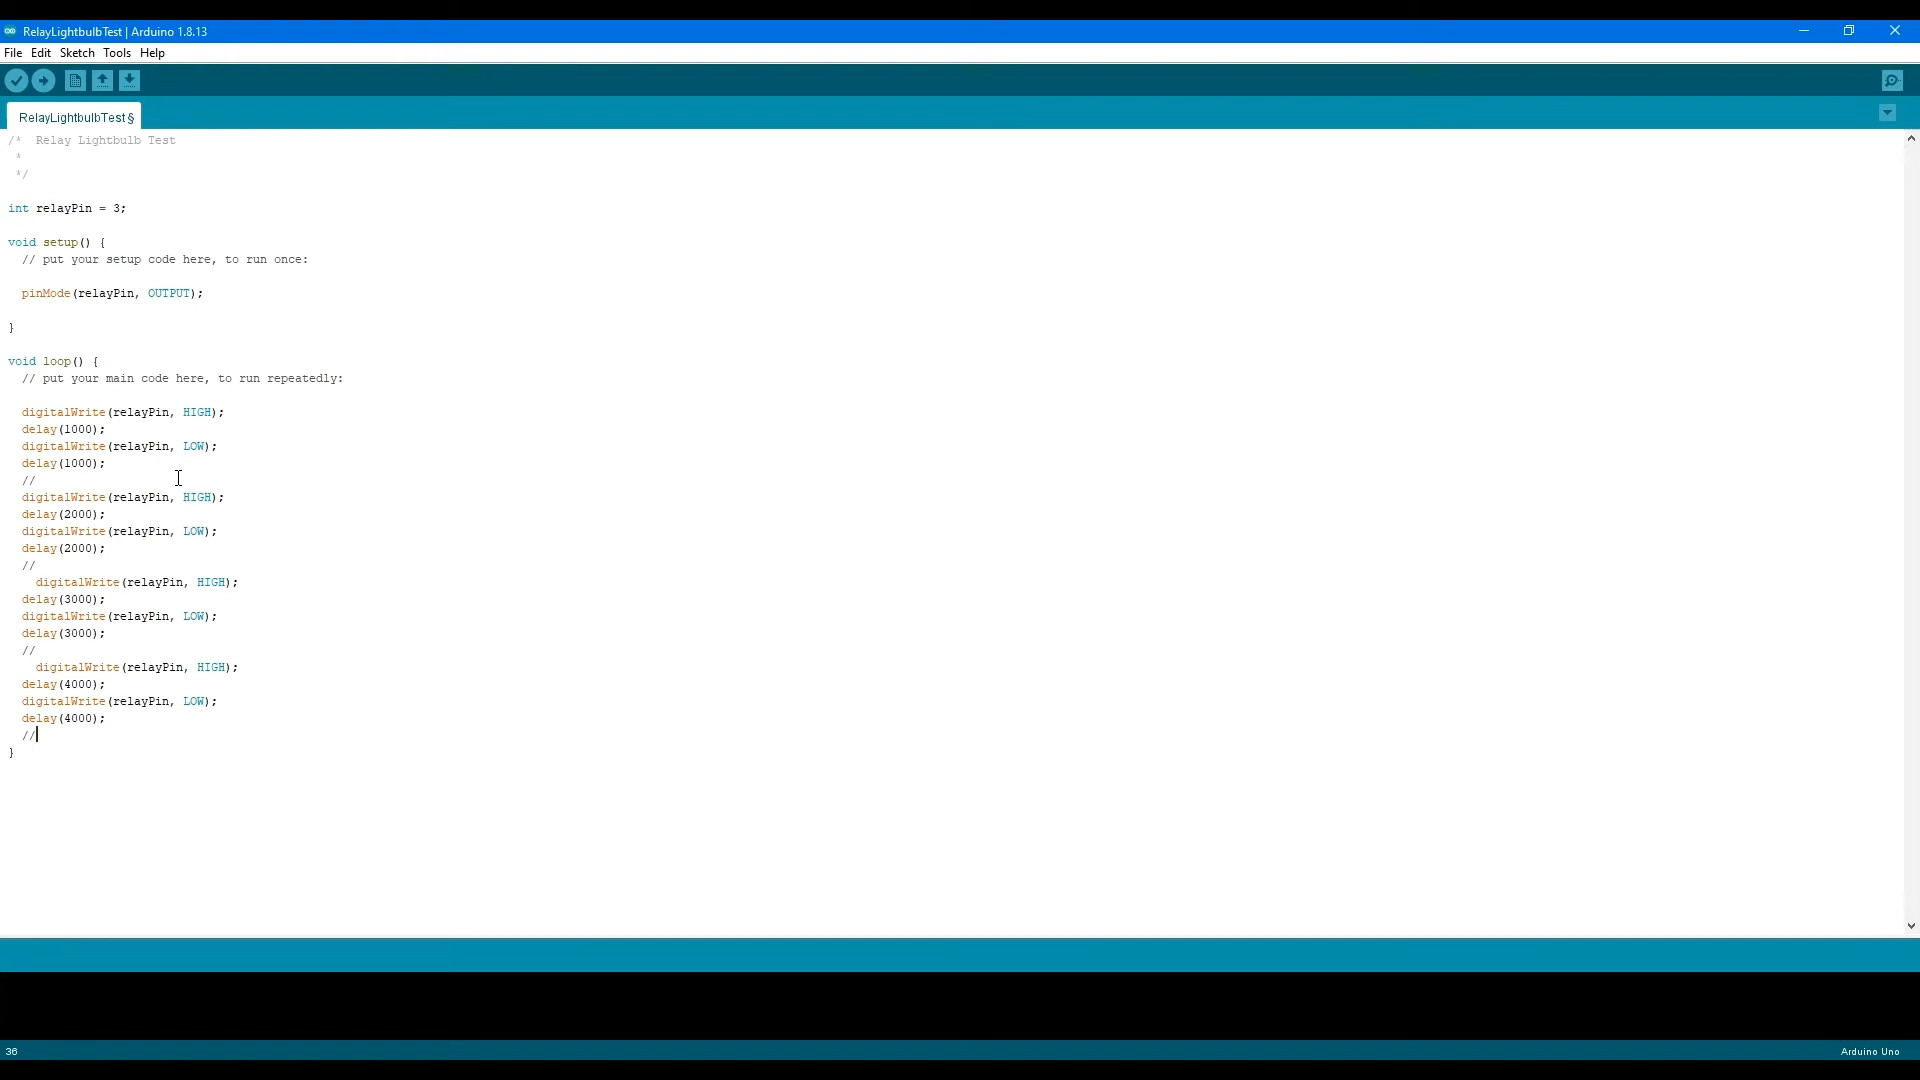 RelayLightbulbTest | Arduino 1.8.13
File Edit Sketch Tools Help
RelayLightbulbTest §
/*  Relay Lightbulb Test
 *
 */
int relayPin = 3;
void setup() {
  // put your setup code here, to run once:
  pinMode(relayPin, OUTPUT);
}
void loop() {
  // put your main code here, to run repeatedly:
  digitalWrite(relayPin, HIGH);
  delay(1000);
  digitalWrite(relayPin, LOW);
  delay(1000);
  //
  digitalWrite(relayPin, HIGH);
  delay(2000);
  digitalWrite(relayPin, LOW);
  delay(2000);
  //
    digitalWrite(relayPin, HIGH);
  delay(3000);
  digitalWrite(relayPin, LOW);
  delay(3000);
  //
    digitalWrite(relayPin, HIGH);
  delay(4000);
  digitalWrite(relayPin, LOW);
  delay(4000);
  //
}
36
Arduino Uno